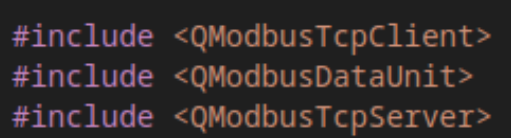 #include <QModbusTcpClient>
#include <QModbusDataUnit>
#include <QModbusTcpServer>